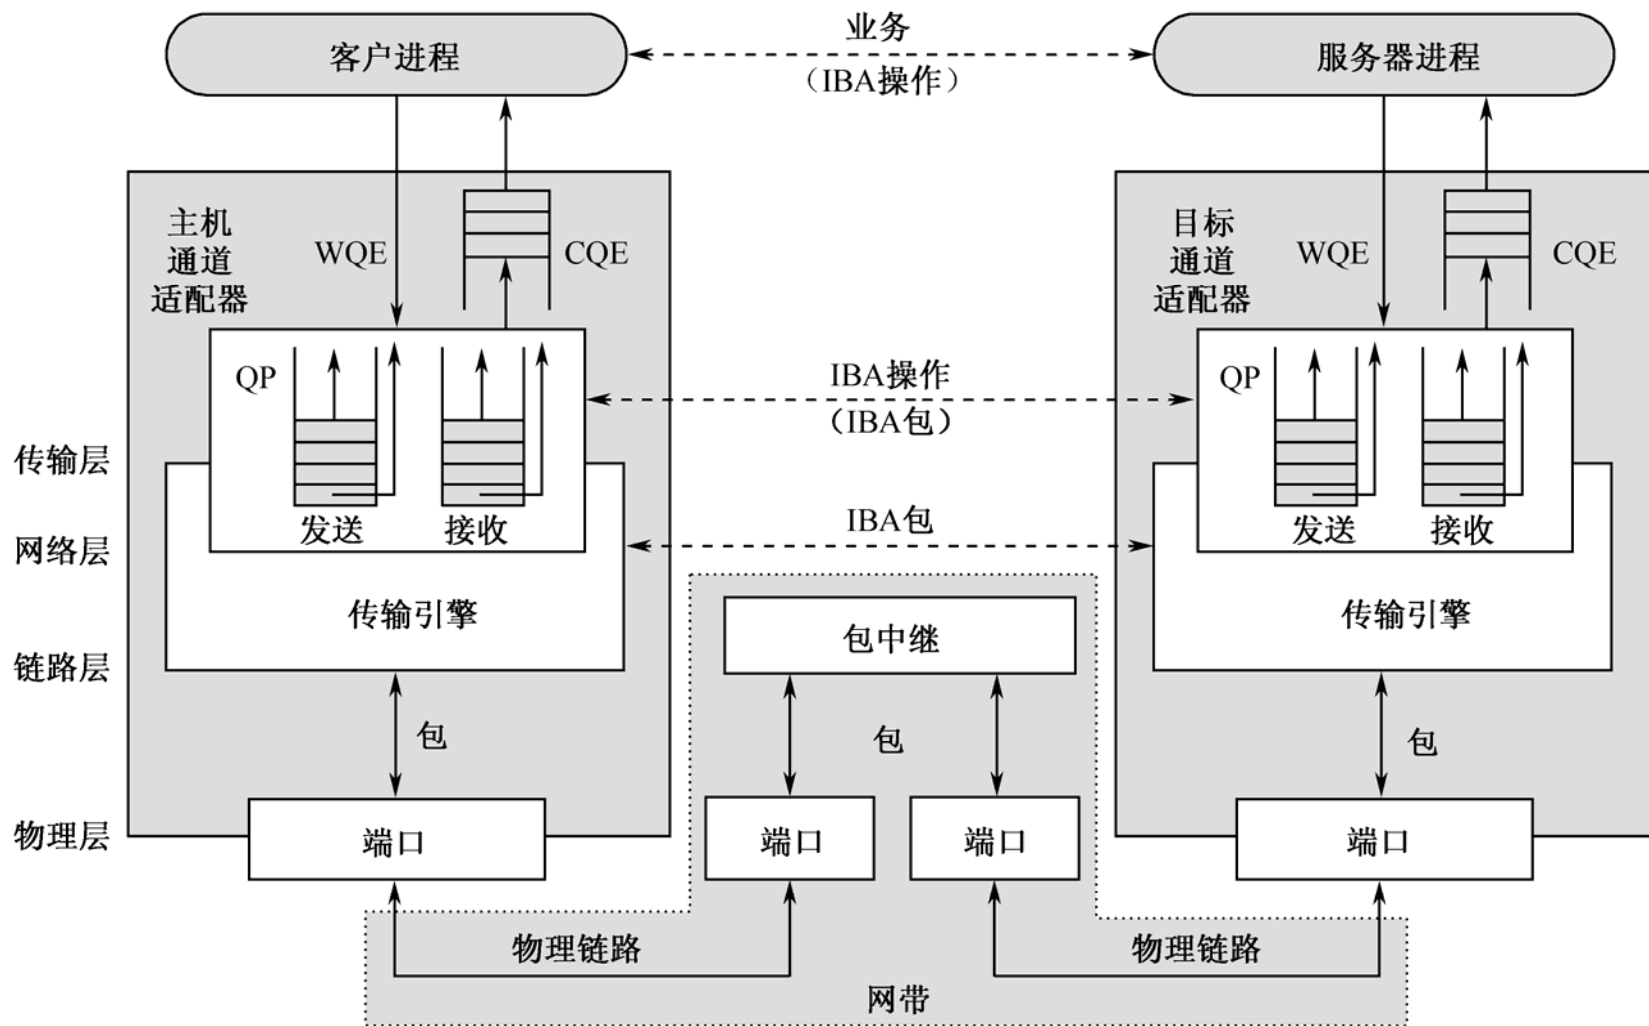 客户进程
业务
(IBA操作)
服务器进程
主机
通道
适配器
WQE
CQE
目标
通道
适配器
WQE
CQE
QP
IBA操作
(IBA包)
QP
传输层
发送
接收
IBA包
发送
接收
网络层
传输引擎
包中继
传输引擎
链路层
包
包
包
物理层
端口
端口
端口
端口
物理链路
物理链路
网带